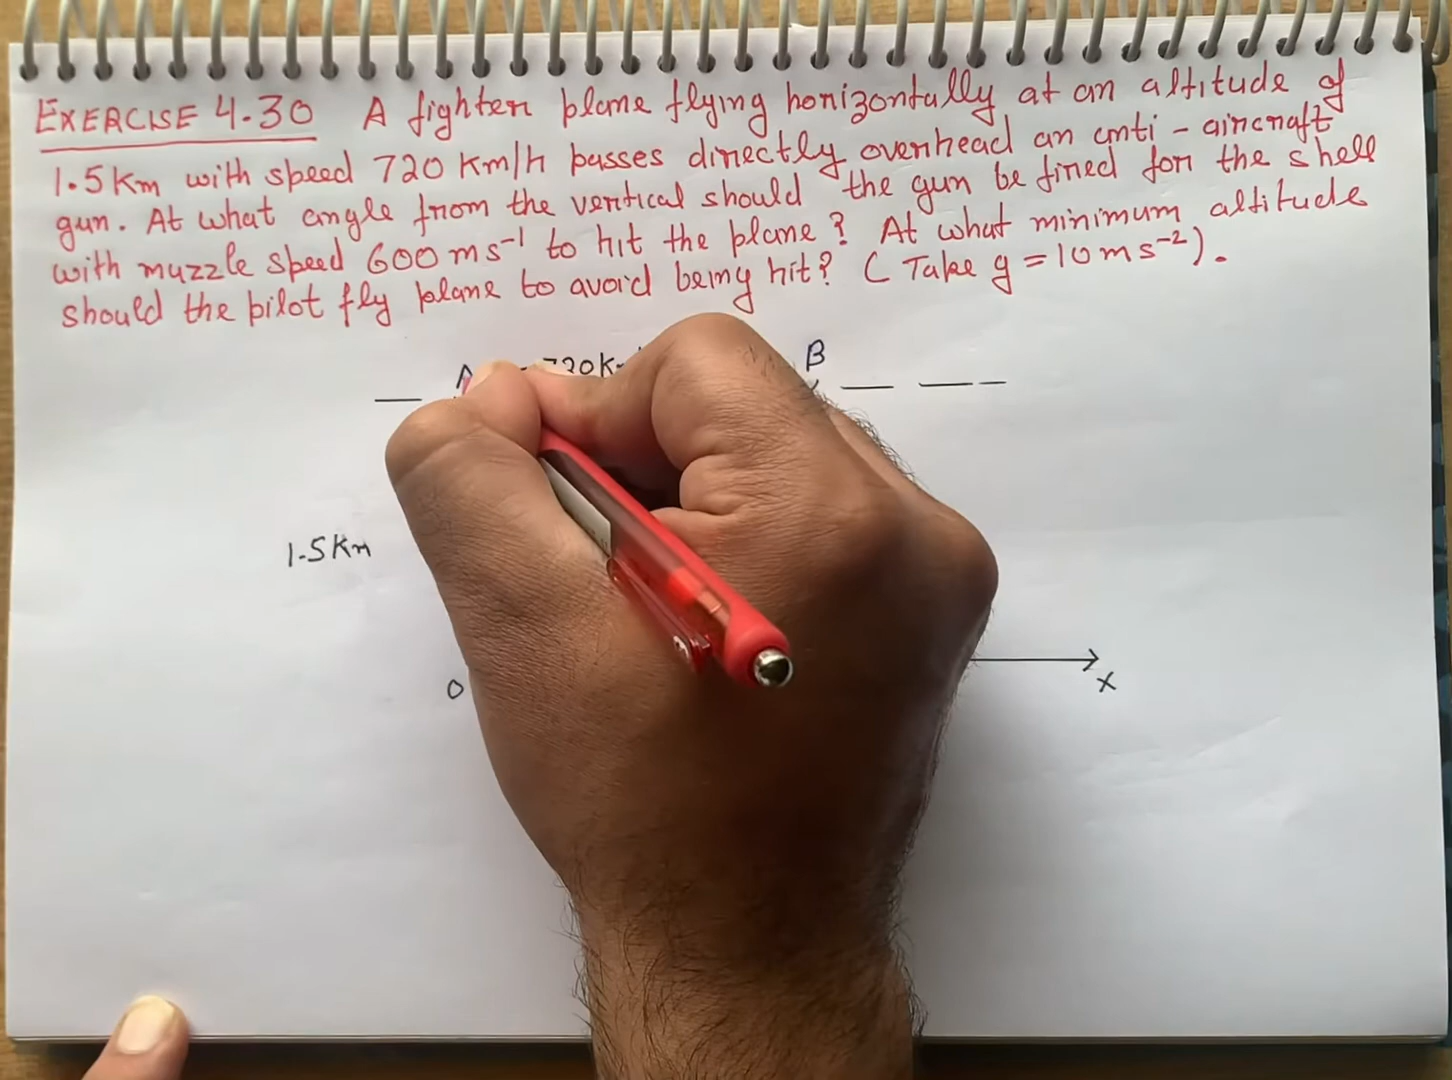 EXERCISE 4.30 A fighter plane flying horizontally at an altitude of
1.5 Km with speed 720 Km/h passes directly overhead an anti-aircraft
gun. At what angle from the vertical should the gun be fired for the shell
with muzzle speed 600 ms⁻¹ to hit the plane? At what minimum altitude
should the pilot fly plane to avoid being hit? (Take g = 10 ms⁻²).
A 720 B
1.5 Km
O
X